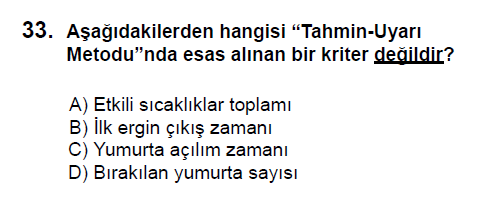 33. Aşağıdakilerden hangisi “Tahmin-Uyarı
Metodu”nda esas alınan bir kriter değildir?
A) Etkili sıcaklıklar toplamı
B) İlk ergin çıkış zamanı
C) Yumurta açılım zamanı
D) Bırakılan yumurta sayısı